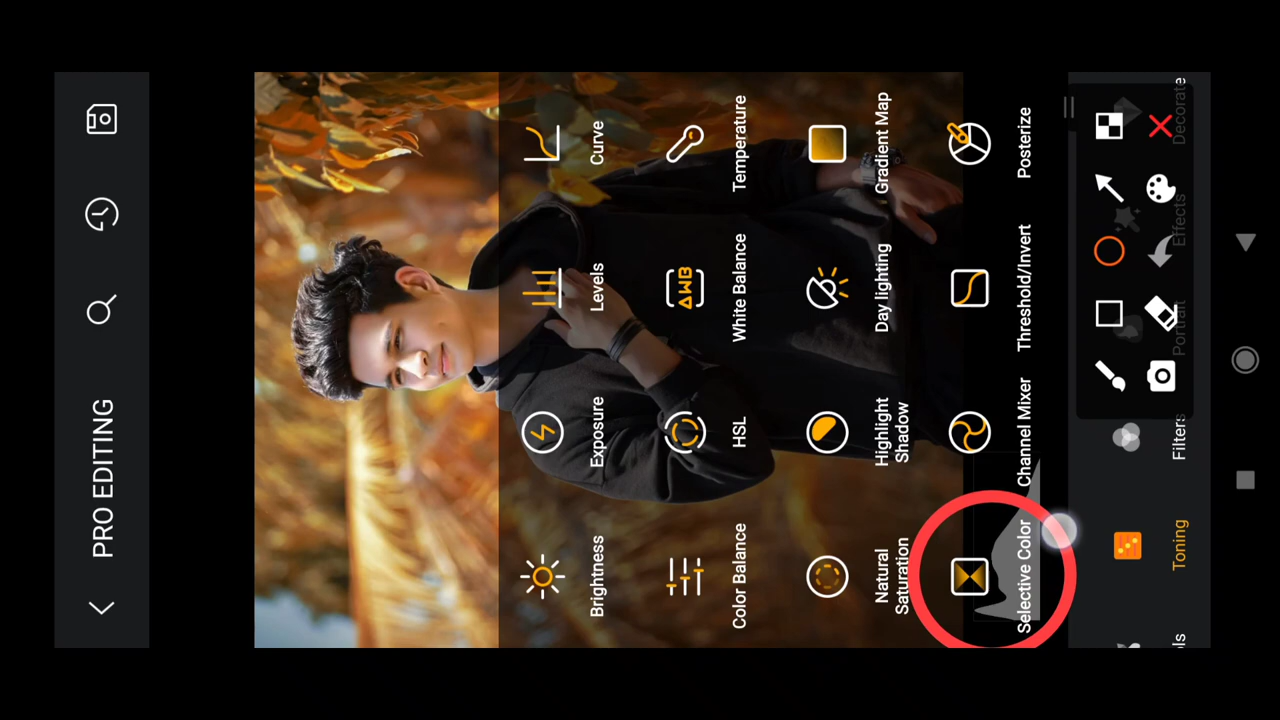 PRO EDITING
Brightness
Exposure
Levels
Curve
Color Balance
HSL
White Balance
Temperature
Natural
Saturation
Highlight
Shadow
Day lighting
Gradient Map
Selective Color
Channel Mixer
Threshold/Invert
Posterize
ls
Toning
Filters
Portrait
Effects
Decorate